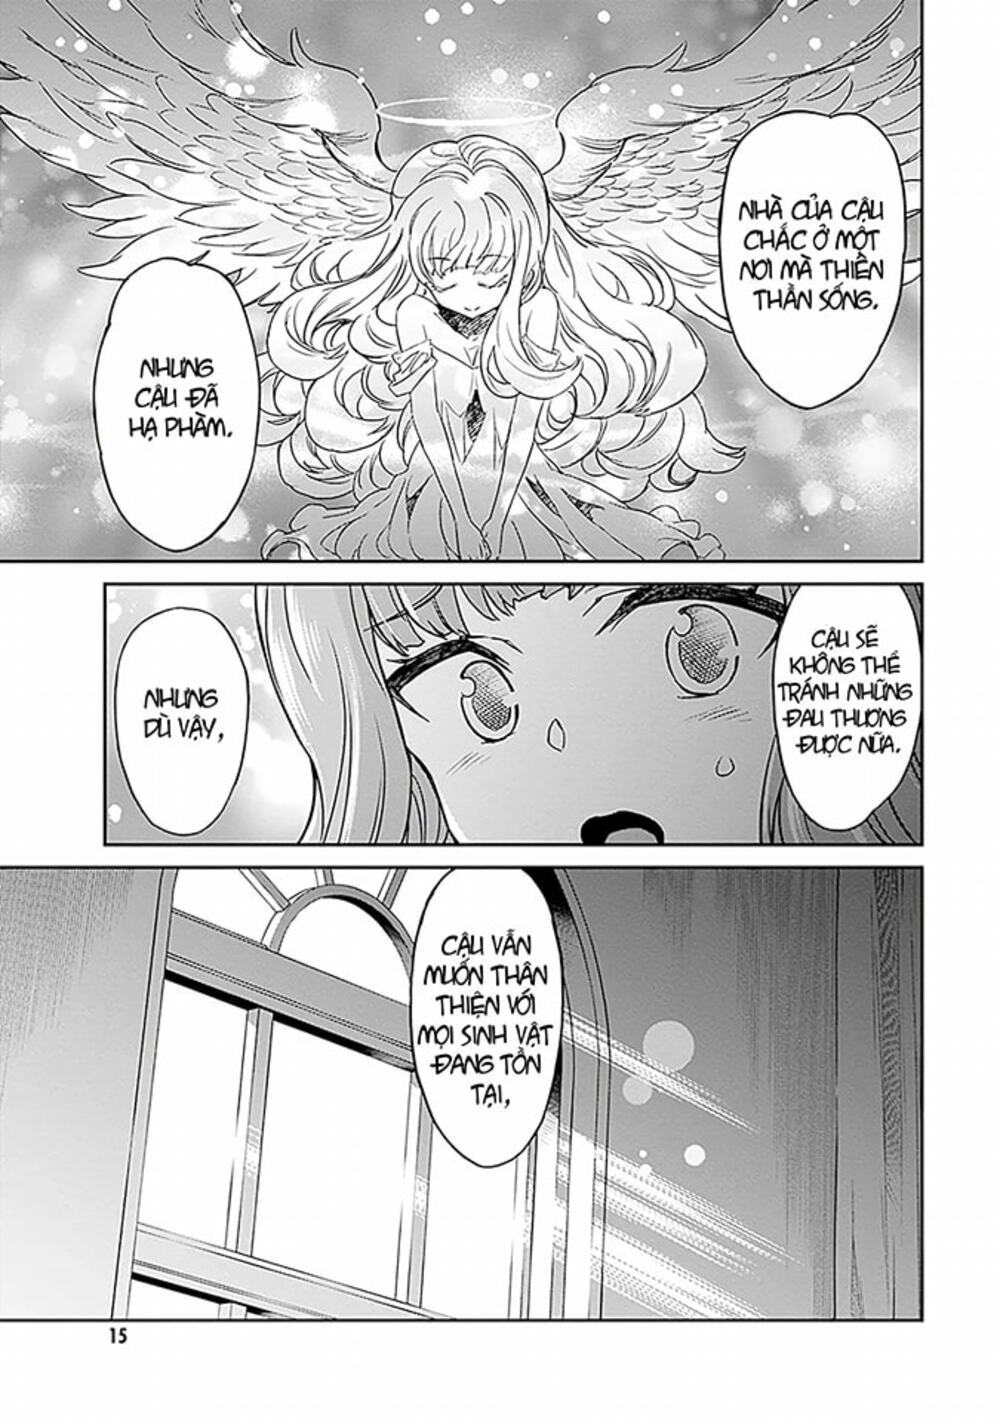 NHÀ CỦA CẬU
CHẮC Ở MỘT
NƠI MÀ THIÊN
THẦN SỐNG.
NHƯNG
CẬU ĐÃ
HẠ PHÀM.
CẬU SẼ
KHÔNG THỂ
TRÁNH NHỮNG
ĐAU THƯƠNG
ĐƯỢC NỮA.
NHƯNG
DÙ VẬY,
CẬU VẪN
MUỐN THÂN
THIỆN VỚI
MỌI SINH VẬT
ĐANG TỒN
TẠI,
15